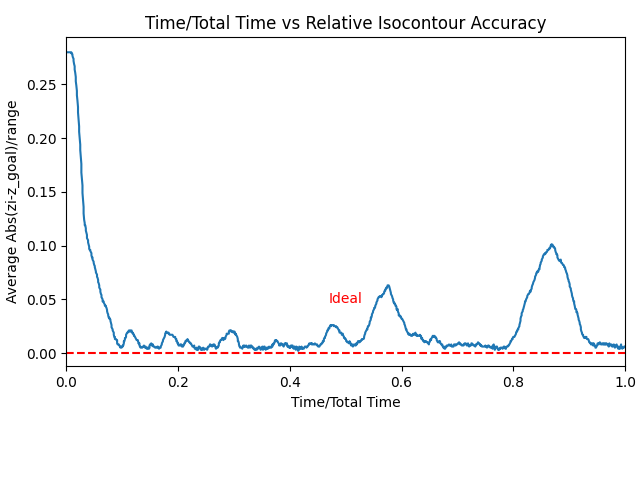 Time/Total Time vs Relative Isocontour Accuracy
Average Abs(zi-z_goal)/range
0.25
0.20
0.15
0.10
0.05
0.00
Ideal
0.0 0.2 0.4 0.6 0.8 1.0
Time/Total Time